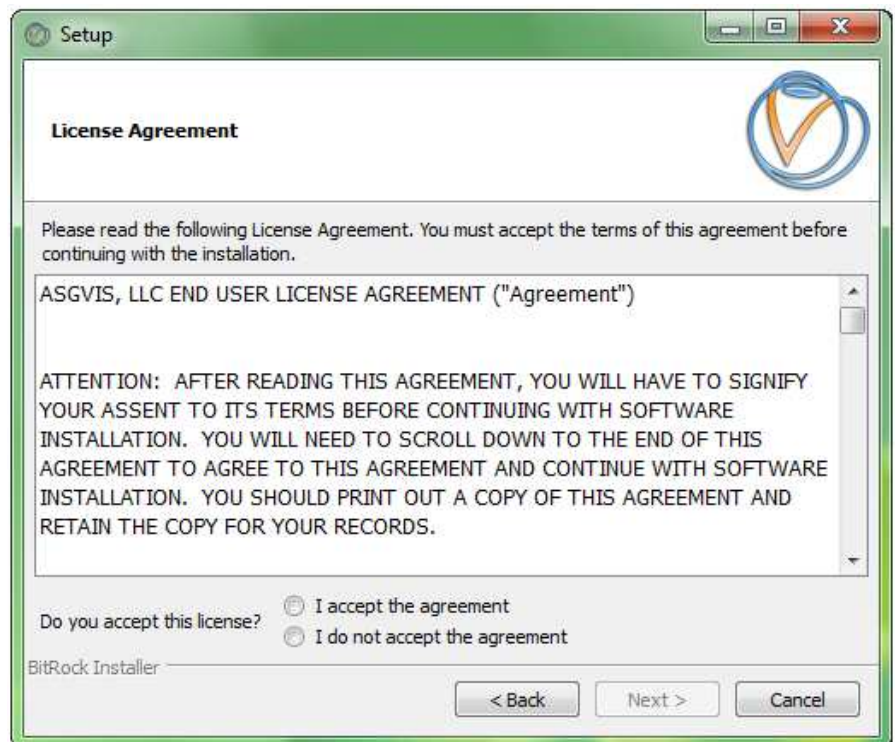 Setup
License Agreement
Please read the following License Agreement. You must accept the terms of this agreement before
continuing with the installation.
ASGVIS, LLC END USER LICENSE AGREEMENT ("Agreement")
ATTENTION:  AFTER READING THIS AGREEMENT, YOU WILL HAVE TO SIGNIFY
YOUR ASSENT TO ITS TERMS BEFORE CONTINUING WITH SOFTWARE
INSTALLATION.  YOU WILL NEED TO SCROLL DOWN TO THE END OF THIS
AGREEMENT TO AGREE TO THIS AGREEMENT AND CONTINUE WITH SOFTWARE
INSTALLATION.  YOU SHOULD PRINT OUT A COPY OF THIS AGREEMENT AND
RETAIN THE COPY FOR YOUR RECORDS.
Do you accept this license?
I accept the agreement
I do not accept the agreement
BitRock Installer
< Back
Next >
Cancel